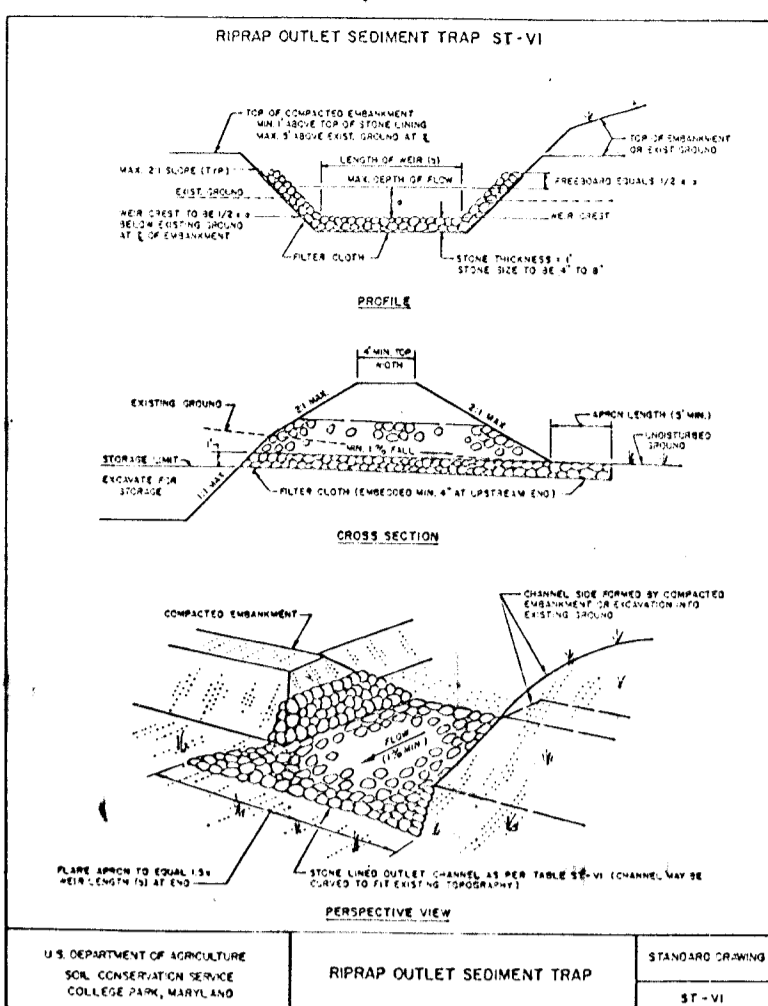 RIPRAP OUTLET SEDIMENT TRAP ST-VI
TOP OF COMPACTED EMBANKMENT
MIN. 1' ABOVE TOP OF STONE LINING
MAX. 5' ABOVE EXIST. GROUND AT ℄
TOP OF EMBANKMENT
OR EXIST GROUND
LENGTH OF WEIR (b)
MAX. 2:1 SLOPE (TYP)
MAX. DEPTH OF FLOW
FREEBOARD EQUALS 1/2 x a
EXIST. GROUND
a
WEIR CREST TO BE 1/2 x a
BELOW EXISTING GROUND
AT ℄ OF EMBANKMENT
WEIR CREST
FILTER CLOTH
STONE THICKNESS = 1'
STONE SIZE TO BE 4" TO 8"
PROFILE
4' MIN. TOP
WIDTH
2:1 MAX.
2:1 MAX.
EXISTING GROUND
APRON LENGTH (5' MIN.)
MIN. 1% FALL
UNDISTURBED
GROUND
1'
STORAGE LIMIT
EXCAVATE FOR
STORAGE
1:1 MAX.
FILTER CLOTH (EMBEDDED MIN. 4" AT UPSTREAM END)
CROSS SECTION
COMPACTED EMBANKMENT
CHANNEL SIDE FORMED BY COMPACTED
EMBANKMENT OR EXCAVATION INTO
EXISTING GROUND
FLOW
(1% MIN.)
FLARE APRON TO EQUAL 1.5 x
WEIR LENGTH (b) AT END
STONE LINED OUTLET CHANNEL AS PER TABLE ST-VI (CHANNEL MAY BE
CURVED TO FIT EXISTING TOPOGRAPHY)
PERSPECTIVE VIEW
U.S. DEPARTMENT OF AGRICULTURE
SOIL CONSERVATION SERVICE
COLLEGE PARK, MARYLAND
RIPRAP OUTLET SEDIMENT TRAP
STANDARD DRAWING
ST-VI